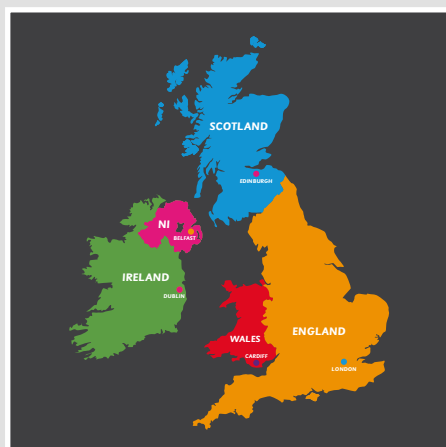 SCOTLAND
EDINBURGH
NI
BELFAST
IRELAND
DUBLIN
WALES
CARDIFF
ENGLAND
LONDON